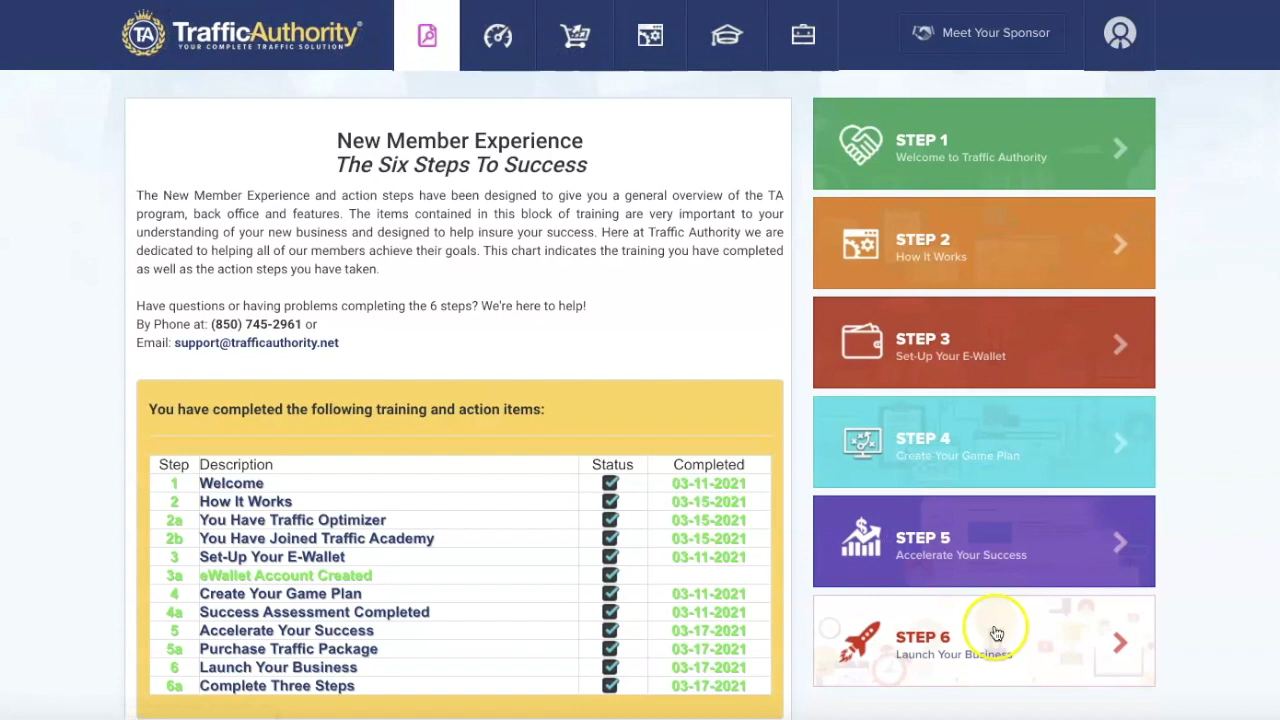 TA TrafficAuthority®
YOUR COMPLETE TRAFFIC SOLUTION
Meet Your Sponsor
New Member Experience
The Six Steps To Success
The New Member Experience and action steps have been designed to give you a general overview of the TA
program, back office and features. The items contained in this block of training are very important to your
understanding of your new business and designed to help insure your success. Here at Traffic Authority we are
dedicated to helping all of our members achieve their goals. This chart indicates the training you have completed
as well as the action steps you have taken.
Have questions or having problems completing the 6 steps? We're here to help!
By Phone at: (850) 745-2961 or
Email: support@trafficauthority.net
You have completed the following training and action items:
Step Description Status Completed
1 Welcome 03-11-2021
2 How It Works 03-15-2021
2a You Have Traffic Optimizer 03-15-2021
2b You Have Joined Traffic Academy 03-15-2021
3 Set-Up Your E-Wallet 03-11-2021
3a eWallet Account Created
4 Create Your Game Plan 03-11-2021
4a Success Assessment Completed 03-11-2021
5 Accelerate Your Success 03-17-2021
5a Purchase Traffic Package 03-17-2021
6 Launch Your Business 03-17-2021
6a Complete Three Steps 03-17-2021
STEP 1
Welcome to Traffic Authority
STEP 2
How It Works
STEP 3
Set-Up Your E-Wallet
STEP 4
Create Your Game Plan
STEP 5
Accelerate Your Success
STEP 6
Launch Your Business